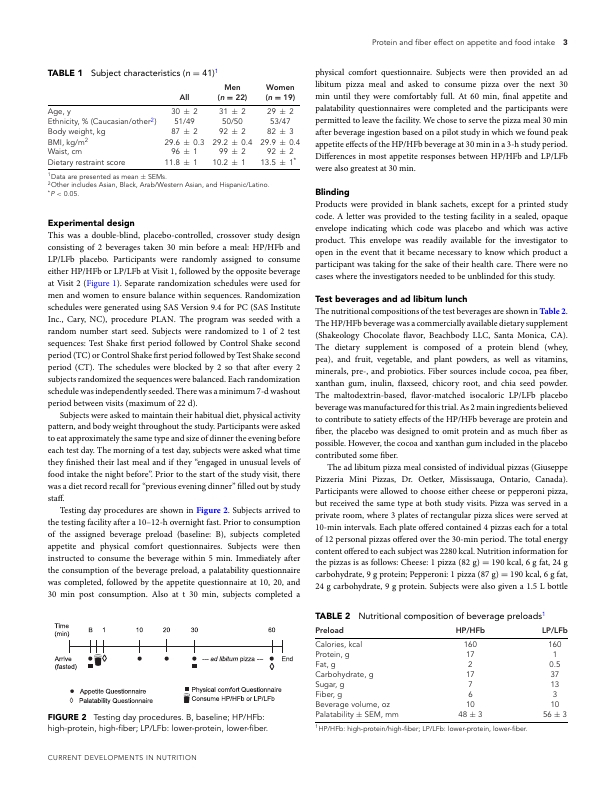 Protein and fiber effect on appetite and food intake 3
TABLE 1 Subject characteristics (n = 41)1
Men Women
All (n = 22) (n = 19)
Age, y 30 ± 2 31 ± 2 29 ± 2
Ethnicity, % (Caucasian/other2) 51/49 50/50 53/47
Body weight, kg 87 ± 2 92 ± 2 82 ± 3
BMI, kg/m2 29.6 ± 0.3 29.2 ± 0.4 29.9 ± 0.4
Waist, cm 96 ± 1 99 ± 2 92 ± 2
Dietary restraint score 11.8 ± 1 10.2 ± 1 13.5 ± 1*
1Data are presented as mean ± SEMs.
2Other includes Asian, Black, Arab/Western Asian, and Hispanic/Latino.
*P < 0.05.
Experimental design
This was a double-blind, placebo-controlled, crossover study design
consisting of 2 beverages taken 30 min before a meal: HP/HFb and
LP/LFb placebo. Participants were randomly assigned to consume
either HP/HFb or LP/LFb at Visit 1, followed by the opposite beverage
at Visit 2 (Figure 1). Separate randomization schedules were used for
men and women to ensure balance within sequences. Randomization
schedules were generated using SAS Version 9.4 for PC (SAS Institute
Inc., Cary, NC), procedure PLAN. The program was seeded with a
random number start seed. Subjects were randomized to 1 of 2 test
sequences: Test Shake first period followed by Control Shake second
period (TC) or Control Shake first period followed by Test Shake second
period (CT). The schedules were blocked by 2 so that after every 2
subjects randomized the sequences were balanced. Each randomization
schedule was independently seeded. There was a minimum 7-d washout
period between visits (maximum of 22 d).
Subjects were asked to maintain their habitual diet, physical activity
pattern, and body weight throughout the study. Participants were asked
to eat approximately the same type and size of dinner the evening before
each test day. The morning of a test day, subjects were asked what time
they finished their last meal and if they “engaged in unusual levels of
food intake the night before”. Prior to the start of the study visit, there
was a diet record recall for “previous evening dinner” filled out by study
staff.
Testing day procedures are shown in Figure 2. Subjects arrived to
the testing facility after a 10–12-h overnight fast. Prior to consumption
of the assigned beverage preload (baseline: B), subjects completed
appetite and physical comfort questionnaires. Subjects were then
instructed to consume the beverage within 5 min. Immediately after
the consumption of the beverage preload, a palatability questionnaire
was completed, followed by the appetite questionnaire at 10, 20, and
30 min post consumption. Also at t 30 min, subjects completed a
Time
(min) B 1 10 20 30 60
Arrive
(fasted) — ad libitum pizza — End
Appetite Questionnaire
Palatability Questionnaire
Physical comfort Questionnaire
Consume HP/HFb or LP/LFb
FIGURE 2 Testing day procedures. B, baseline; HP/HFb:
high-protein, high-fiber; LP/LFb: lower-protein, lower-fiber.
physical comfort questionnaire. Subjects were then provided an ad
libitum pizza meal and asked to consume pizza over the next 30
min until they were comfortably full. At 60 min, final appetite and
palatability questionnaires were completed and the participants were
permitted to leave the facility. We chose to serve the pizza meal 30 min
after beverage ingestion based on a pilot study in which we found peak
appetite effects of the HP/HFb beverage at 30 min in a 3-h study period.
Differences in most appetite responses between HP/HFb and LP/LFb
were also greatest at 30 min.
Blinding
Products were provided in blank sachets, except for a printed study
code. A letter was provided to the testing facility in a sealed, opaque
envelope indicating which code was placebo and which was active
product. This envelope was readily available for the investigator to
open in the event that it became necessary to know which product a
participant was taking for the sake of their health care. There were no
cases where the investigators needed to be unblinded for this study.
Test beverages and ad libitum lunch
The nutritional compositions of the test beverages are shown in Table 2.
The HP/HFb beverage was a commercially available dietary supplement
(Shakeology Chocolate flavor, Beachbody LLC, Santa Monica, CA).
The dietary supplement is composed of a protein blend (whey,
pea), and fruit, vegetable, and plant powders, as well as vitamins,
minerals, pre-, and probiotics. Fiber sources include cocoa, pea fiber,
xanthan gum, inulin, flaxseed, chicory root, and chia seed powder.
The maltodextrin-based, flavor-matched isocaloric LP/LFb placebo
beverage was manufactured for this trial. As 2 main ingredients believed
to contribute to satiety effects of the HP/HFb beverage are protein and
fiber, the placebo was designed to omit protein and as much fiber as
possible. However, the cocoa and xanthan gum included in the placebo
contributed some fiber.
The ad libitum pizza meal consisted of individual pizzas (Giuseppe
Pizzeria Mini Pizzas, Dr. Oetker, Mississauga, Ontario, Canada).
Participants were allowed to choose either cheese or pepperoni pizza,
but received the same type at both study visits. Pizza was served in a
private room, where 3 plates of rectangular pizza slices were served at
10-min intervals. Each plate offered contained 4 pizzas each for a total
of 12 personal pizzas offered over the 30-min period. The total energy
content offered to each subject was 2280 kcal. Nutrition information for
the pizzas is as follows: Cheese: 1 pizza (82 g) = 190 kcal, 6 g fat, 24 g
carbohydrate, 9 g protein; Pepperoni: 1 pizza (87 g) = 190 kcal, 6 g fat,
24 g carbohydrate, 9 g protein. Subjects were also given a 1.5 L bottle
TABLE 2 Nutritional composition of beverage preloads1
Preload HP/HFb LP/LFb
Calories, kcal 160 160
Protein, g 17 1
Fat, g 2 0.5
Carbohydrate, g 17 37
Sugar, g 7 13
Fiber, g 6 3
Beverage volume, oz 10 10
Palatability ± SEM, mm 48 ± 3 56 ± 3
1HP/HFb: high-protein/high-fiber; LP/LFb: lower-protein, lower-fiber.
CURRENT DEVELOPMENTS IN NUTRITION